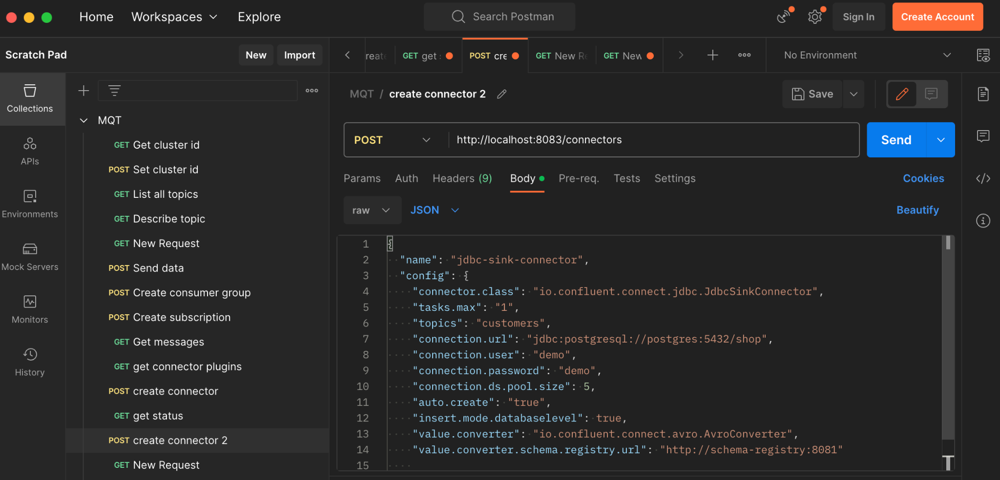 Home Workspaces Explore Search Postman Sign In Create Account
Scratch Pad New Import reate GET get POST cre GET New Re GET New No Environment
Collections
APIs
Environments
Mock Servers
Monitors
History
MQT
GET Get cluster id
POST Set cluster id
GET List all topics
GET Describe topic
GET New Request
POST Send data
POST Create consumer group
POST Create subscription
GET Get messages
GET get connector plugins
POST create connector
GET get status
POST create connector 2
GET New Request
MQT / create connector 2 Save
POST http://localhost:8083/connectors Send
Params Auth Headers (9) Body Pre-req. Tests Settings Cookies
raw JSON Beautify
1 {
2 "name": "jdbc-sink-connector",
3 "config": {
4 "connector.class": "io.confluent.connect.jdbc.JdbcSinkConnector",
5 "tasks.max": "1",
6 "topics": "customers",
7 "connection.url": "jdbc:postgresql://postgres:5432/shop",
8 "connection.user": "demo",
9 "connection.password": "demo",
10 "connection.ds.pool.size": 5,
11 "auto.create": "true",
12 "insert.mode.databaselevel": true,
13 "value.converter": "io.confluent.connect.avro.AvroConverter",
14 "value.converter.schema.registry.url": "http://schema-registry:8081"
15